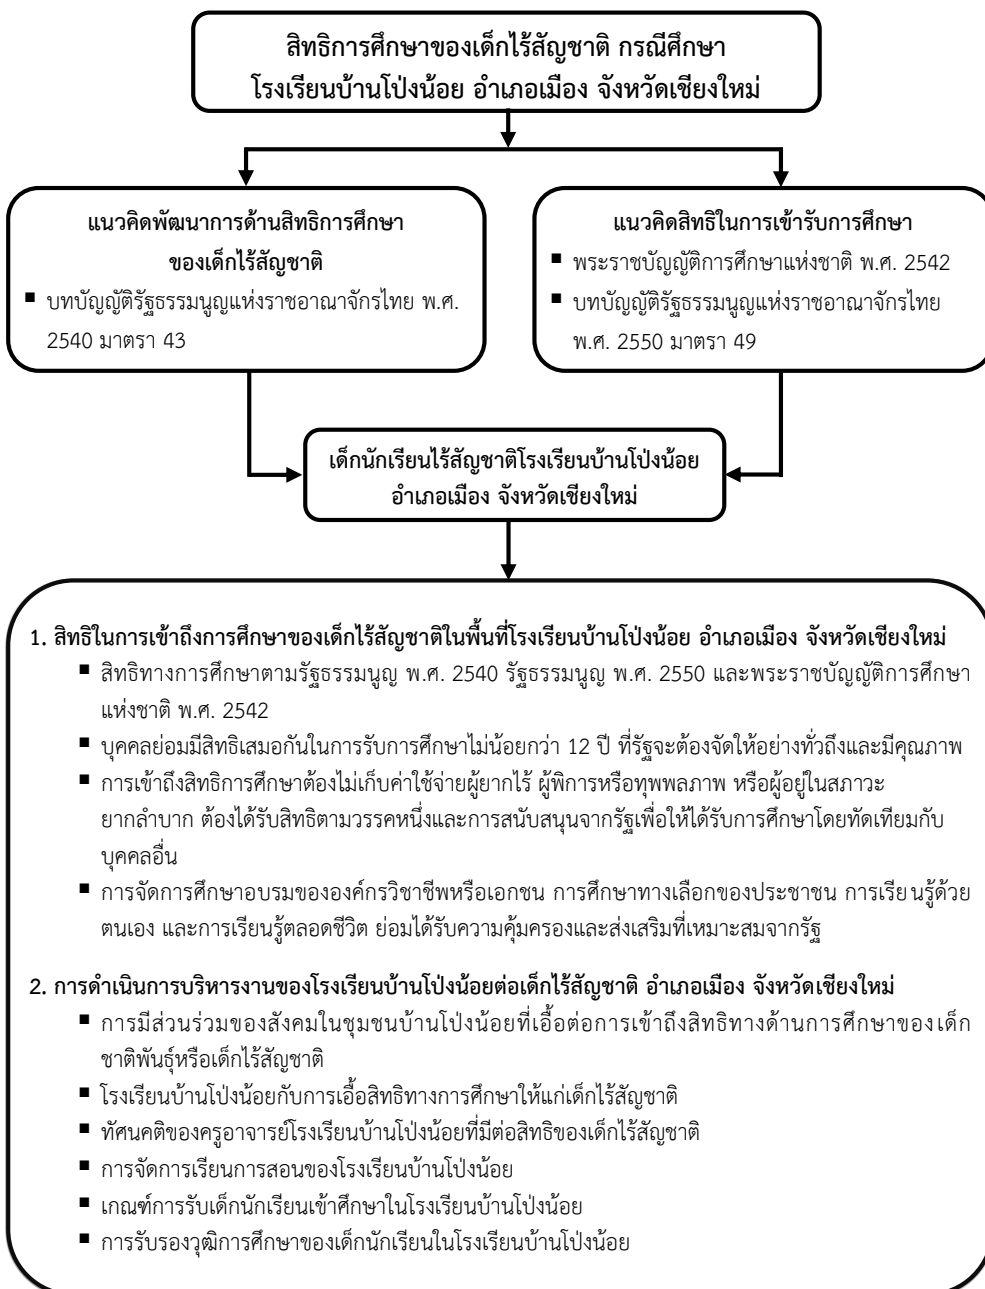 สิทธิการศึกษาของเด็กไร้สัญชาติ กรณีศึกษา
โรงเรียนบ้านโป่งน้อย อำเภอเมือง จังหวัดเชียงใหม่
แนวคิดพัฒนาการด้านสิทธิการศึกษา
ของเด็กไร้สัญชาติ
▪ บทบัญญัติรัฐธรรมนูญแห่งราชอาณาจักรไทย พ.ศ.
2540 มาตรา 43
แนวคิดสิทธิในการเข้ารับการศึกษา
▪ พระราชบัญญัติการศึกษาแห่งชาติ พ.ศ. 2542
▪ บทบัญญัติรัฐธรรมนูญแห่งราชอาณาจักรไทย
พ.ศ. 2550 มาตรา 49
เด็กนักเรียนไร้สัญชาติโรงเรียนบ้านโป่งน้อย
อำเภอเมือง จังหวัดเชียงใหม่
1. สิทธิในการเข้าถึงการศึกษาของเด็กไร้สัญชาติในพื้นที่โรงเรียนบ้านโป่งน้อย อำเภอเมือง จังหวัดเชียงใหม่
▪ สิทธิทางการศึกษาตามรัฐธรรมนูญ พ.ศ. 2540 รัฐธรรมนูญ พ.ศ. 2550 และพระราชบัญญัติการศึกษา
แห่งชาติ พ.ศ. 2542
▪ บุคคลย่อมมีสิทธิเสมอกันในการรับการศึกษาไม่น้อยกว่า 12 ปี ที่รัฐจะต้องจัดให้อย่างทั่วถึงและมีคุณภาพ
▪ การเข้าถึงสิทธิการศึกษาต้องไม่เก็บค่าใช้จ่ายผู้ยากไร้ ผู้พิการหรือทุพพลภาพ หรือผู้อยู่ในสภาวะ
ยากลำบาก ต้องได้รับสิทธิตามวรรคหนึ่งและการสนับสนุนจากรัฐเพื่อให้ได้รับการศึกษาโดยทัดเทียมกับ
บุคคลอื่น
▪ การจัดการศึกษาอบรมขององค์กรวิชาชีพหรือเอกชน การศึกษาทางเลือกของประชาชน การเรียนรู้ด้วย
ตนเอง และการเรียนรู้ตลอดชีวิต ย่อมได้รับความคุ้มครองและส่งเสริมที่เหมาะสมจากรัฐ
2. การดำเนินการบริหารงานของโรงเรียนบ้านโป่งน้อยต่อเด็กไร้สัญชาติ อำเภอเมือง จังหวัดเชียงใหม่
▪ การมีส่วนร่วมของสังคมในชุมชนบ้านโป่งน้อยที่เอื้อต่อการเข้าถึงสิทธิทางด้านการศึกษาของเด็ก
ชาติพันธุ์หรือเด็กไร้สัญชาติ
▪ โรงเรียนบ้านโป่งน้อยกับการเอื้อสิทธิทางการศึกษาให้แก่เด็กไร้สัญชาติ
▪ ทัศนคติของครูอาจารย์โรงเรียนบ้านโป่งน้อยที่มีต่อสิทธิของเด็กไร้สัญชาติ
▪ การจัดการเรียนการสอนของโรงเรียนบ้านโป่งน้อย
▪ เกณฑ์การรับเด็กนักเรียนเข้าศึกษาในโรงเรียนบ้านโป่งน้อย
▪ การรับรองวุฒิการศึกษาของเด็กนักเรียนในโรงเรียนบ้านโป่งน้อย